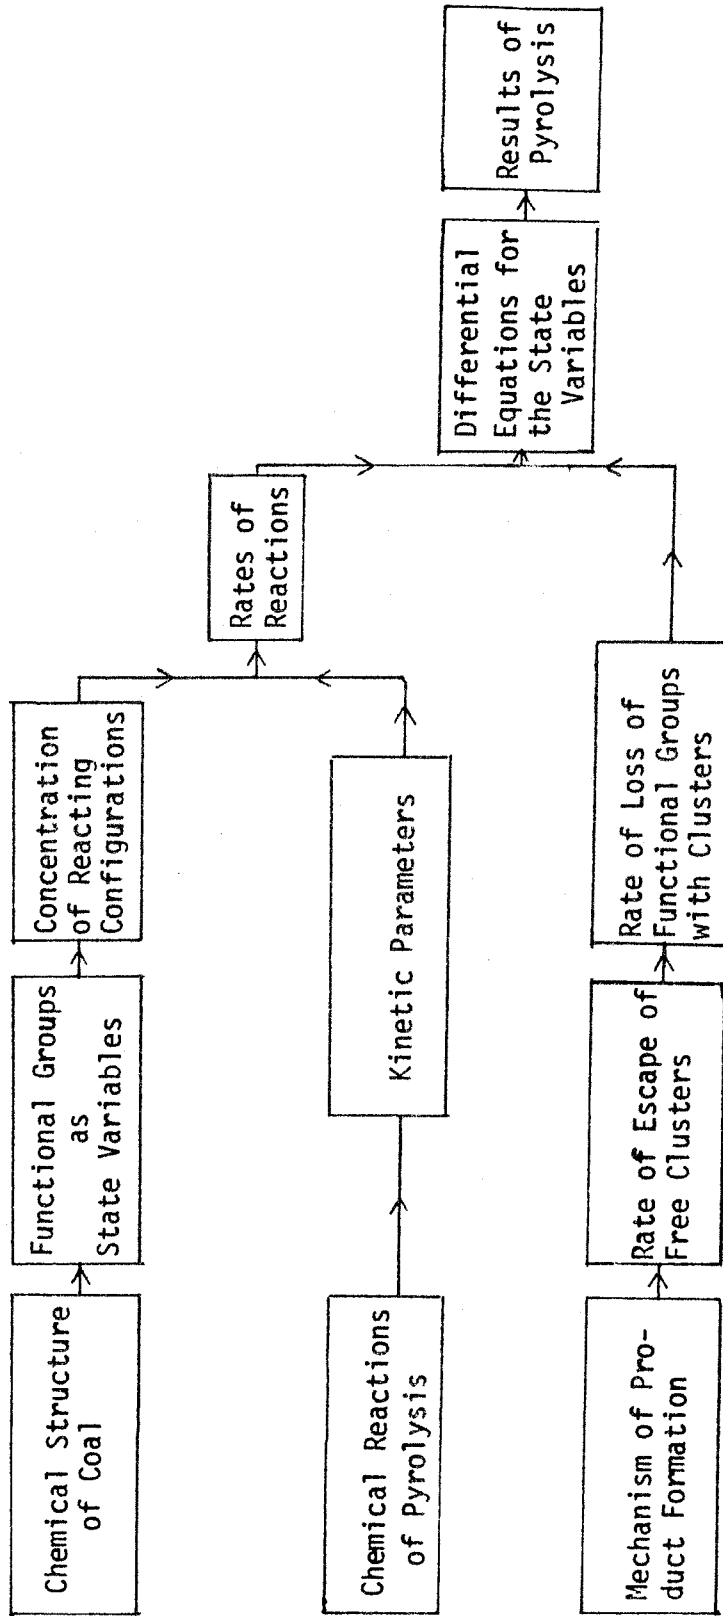 Chemical Structure
of Coal
Functional Groups
as
State Variables
Concentration
of Reacting
Configurations
Chemical Reactions
of Pyrolysis
Kinetic Parameters
Rates of
Reactions
Mechanism of Pro-
duct Formation
Rate of Escape of
Free Clusters
Rate of Loss of
Functional Groups
with Clusters
Differential
Equations for
the State
Variables
Results of
Pyrolysis